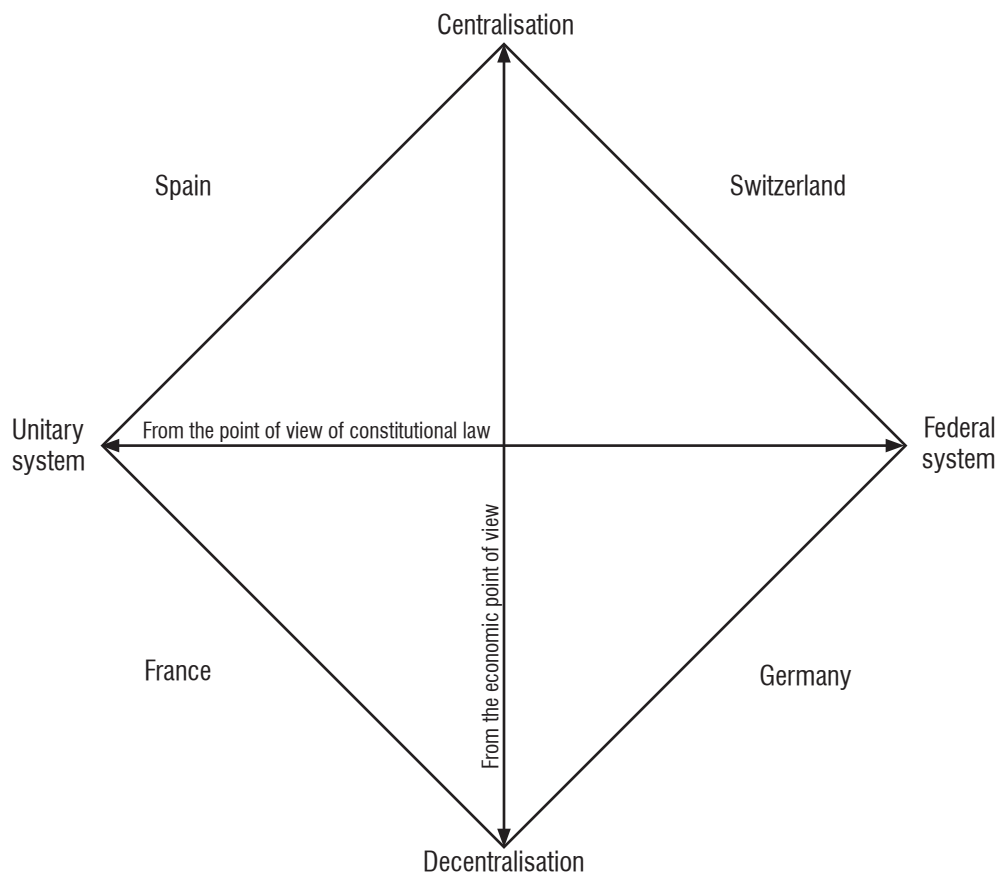 Centralisation
Spain
Switzerland
Unitary
system
From the point of view of constitutional law
Federal
system
From the economic point of view
France
Germany
Decentralisation